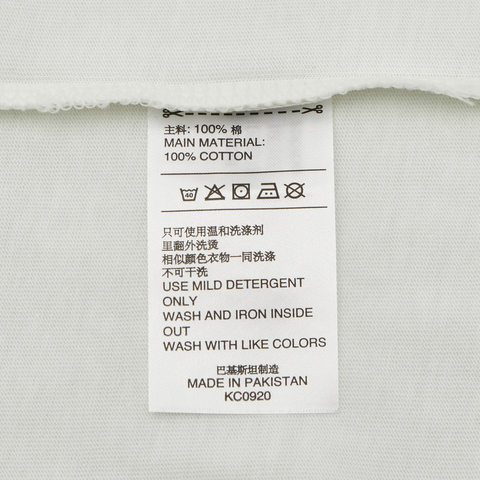 主料: 100% 棉
MAIN MATERIAL:
100% COTTON
40
只可使用温和洗涤剂
里翻外洗烫
相似颜色衣物一同洗涤
不可干洗
USE MILD DETERGENT
ONLY
WASH AND IRON INSIDE
OUT
WASH WITH LIKE COLORS
巴基斯坦制造
MADE IN PAKISTAN
KC0920